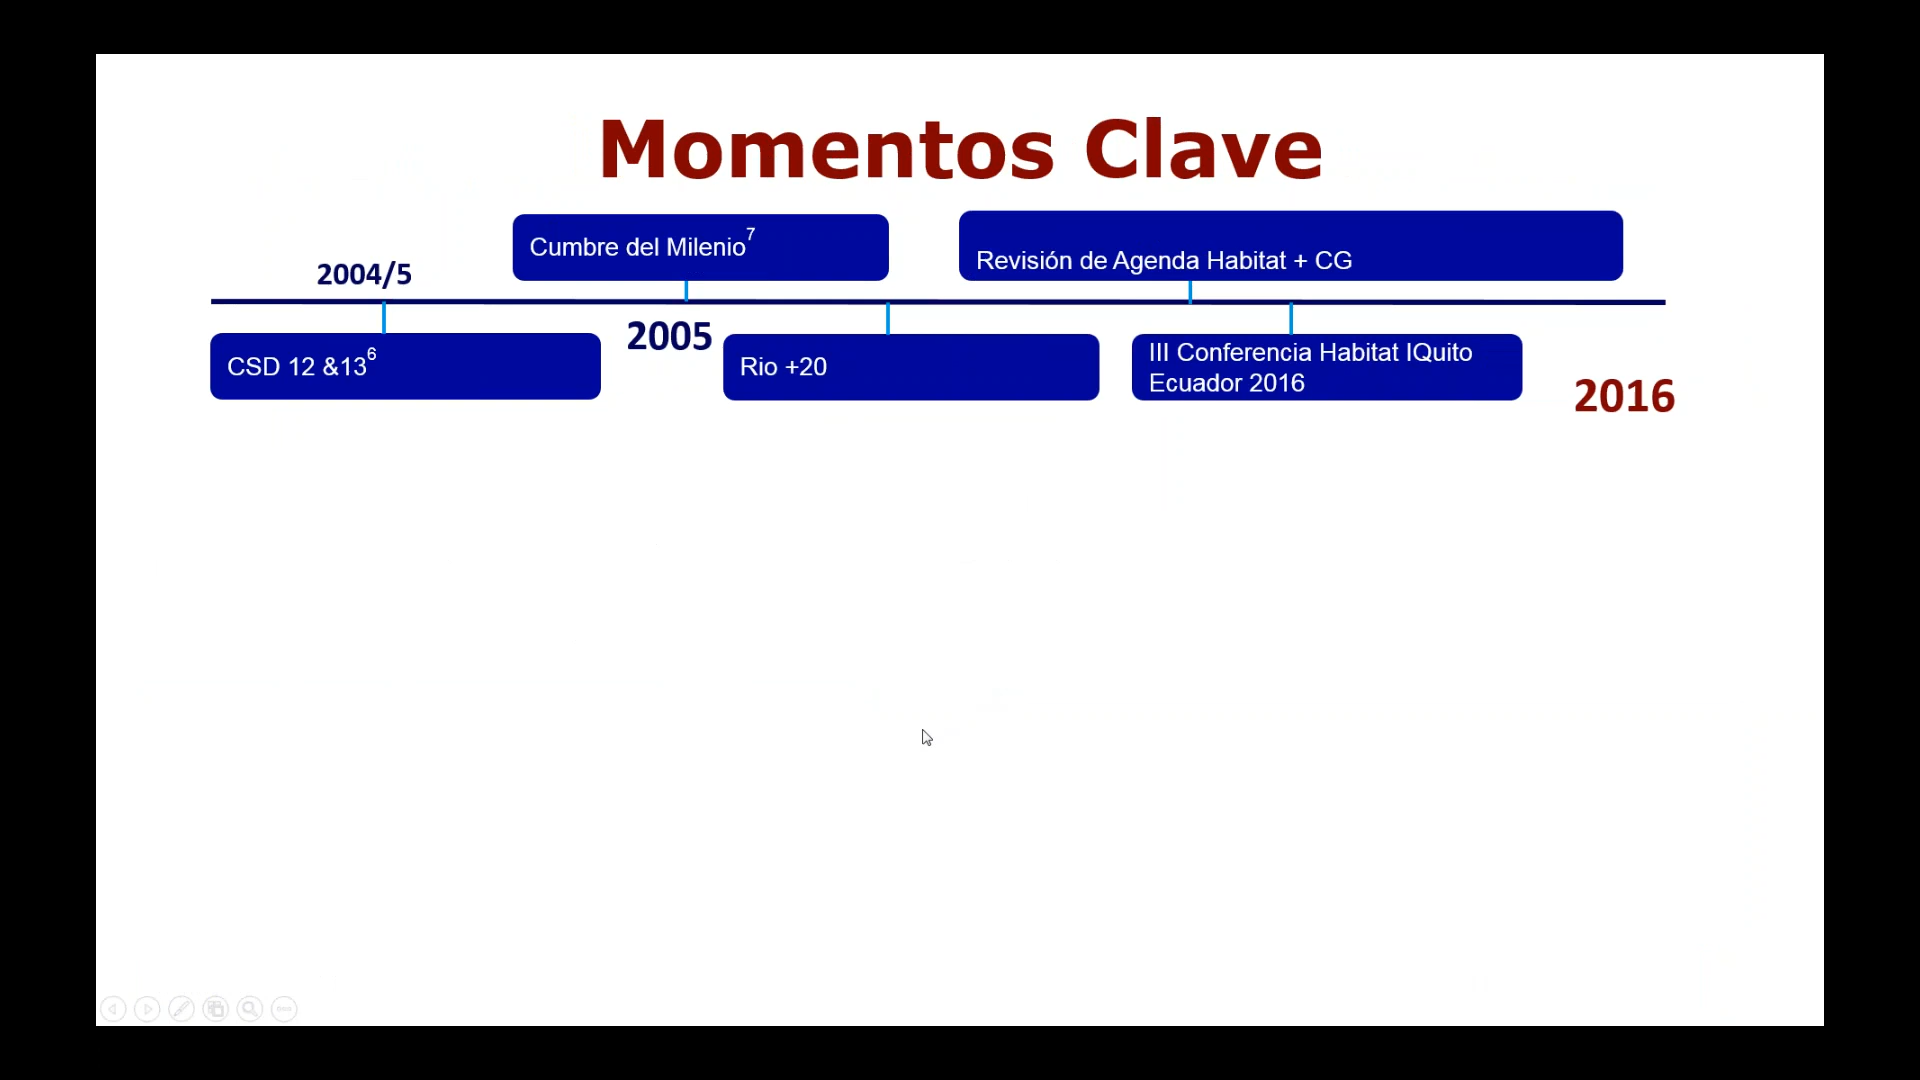 Momentos Clave
Cumbre del Milenio7
Revisión de Agenda Habitat + CG
2004/5
2005
CSD 12 &136
Rio +20
III Conferencia Habitat IQuito
Ecuador 2016
2016